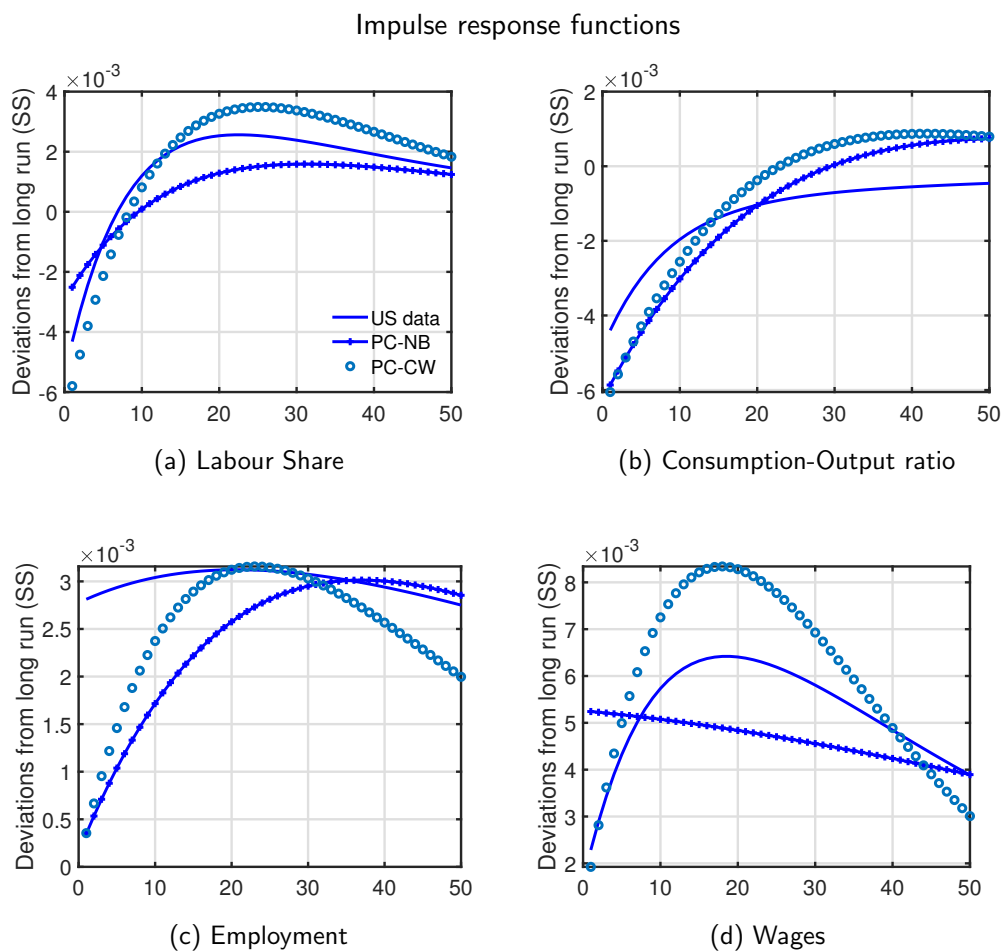 Impulse response functions
×10⁻³
Deviations from long run (SS)
4
2
0
-2
-4
-6
US data
PC-NB
PC-CW
0 10 20 30 40 50
(a) Labour Share
×10⁻³
Deviations from long run (SS)
2
0
-2
-4
-6
0 10 20 30 40 50
(b) Consumption-Output ratio
×10⁻³
Deviations from long run (SS)
3
2.5
2
1.5
1
0.5
0
0 10 20 30 40 50
(c) Employment
×10⁻³
Deviations from long run (SS)
8
7
6
5
4
3
2
0 10 20 30 40 50
(d) Wages